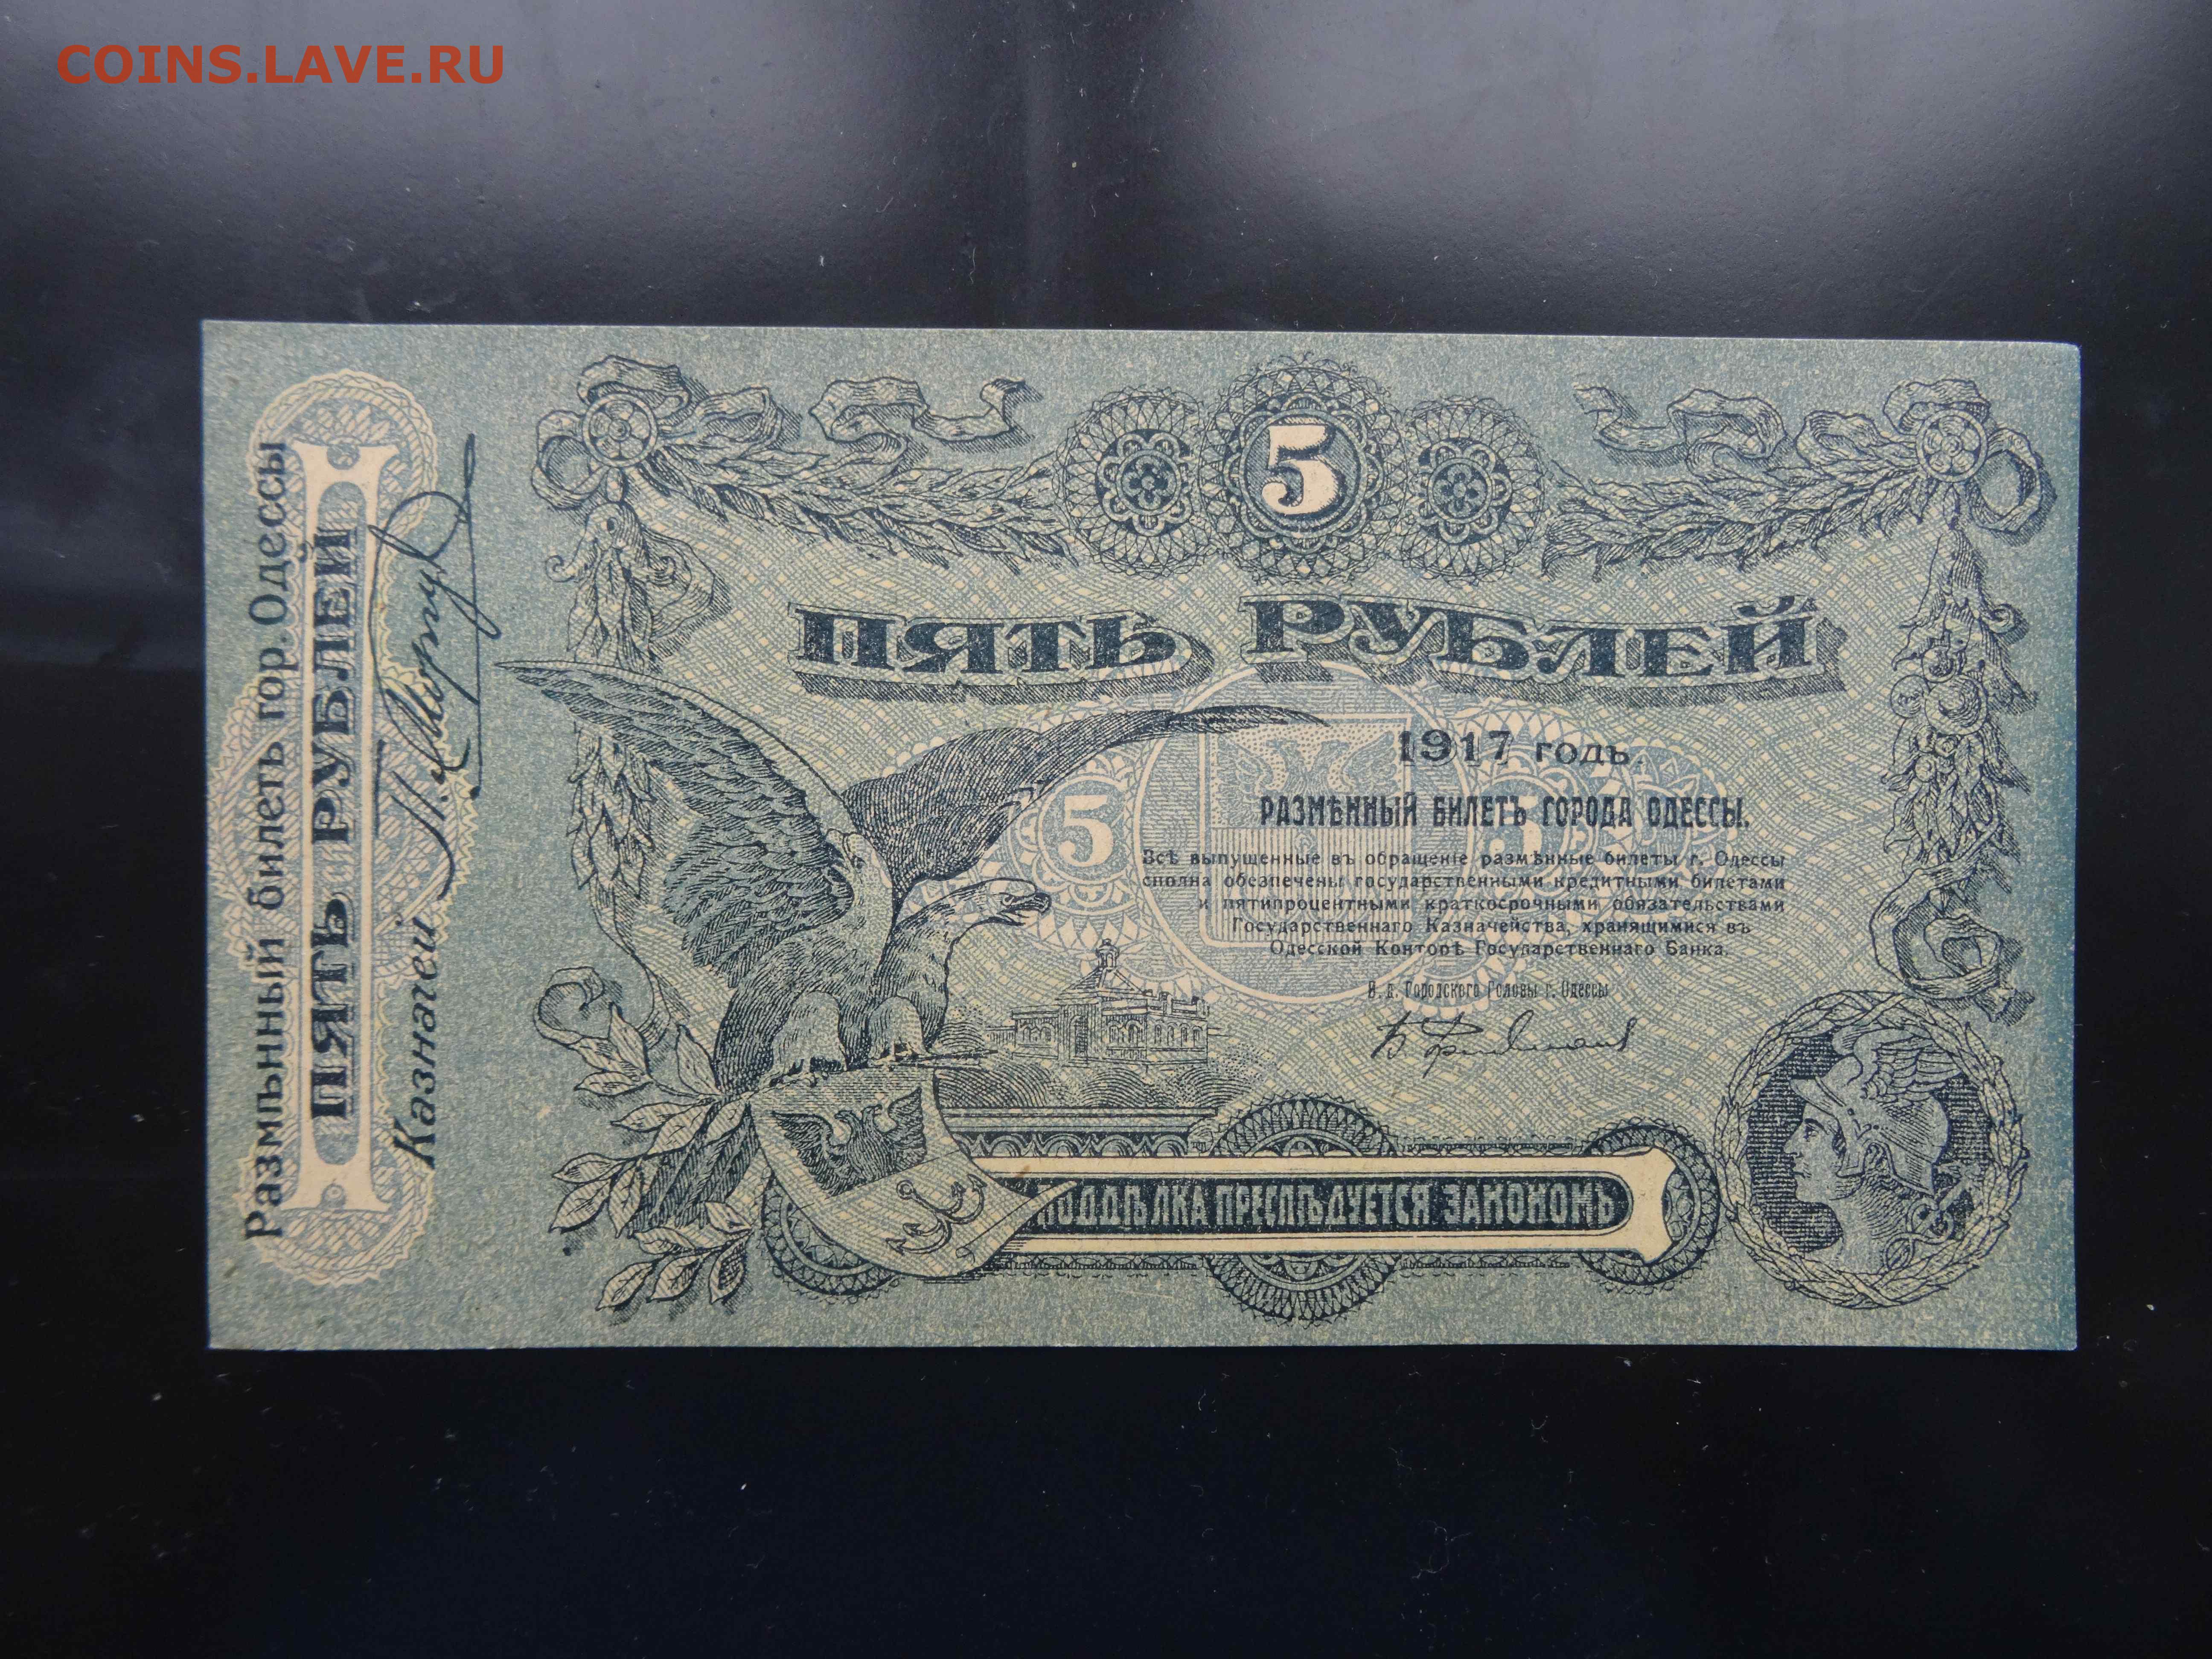 COINS.LAVE.RU
Размѣнный билетъ гор. Одессы
ПЯТЬ РУБЛЕЙ
Казначей
5
ПЯТЬ РУБЛЕЙ
1917 годъ.
РАЗМѢННЫЙ БИЛЕТЪ ГОРОДА ОДЕССЫ.
5
5
Всѣ выпущенные въ обращеніе размѣнные билеты г. Одессы
сполна обезпечены государственными кредитными билетами
и пятипроцентными краткосрочными обязательствами
Государственнаго Казначейства, хранящимися въ
Одесской Конторѣ Государственнаго Банка.
В. д. Городского Головы г. Одессы
ПОДДѢЛКА ПРЕСЛѢДУЕТСЯ ЗАКОНОМЪ